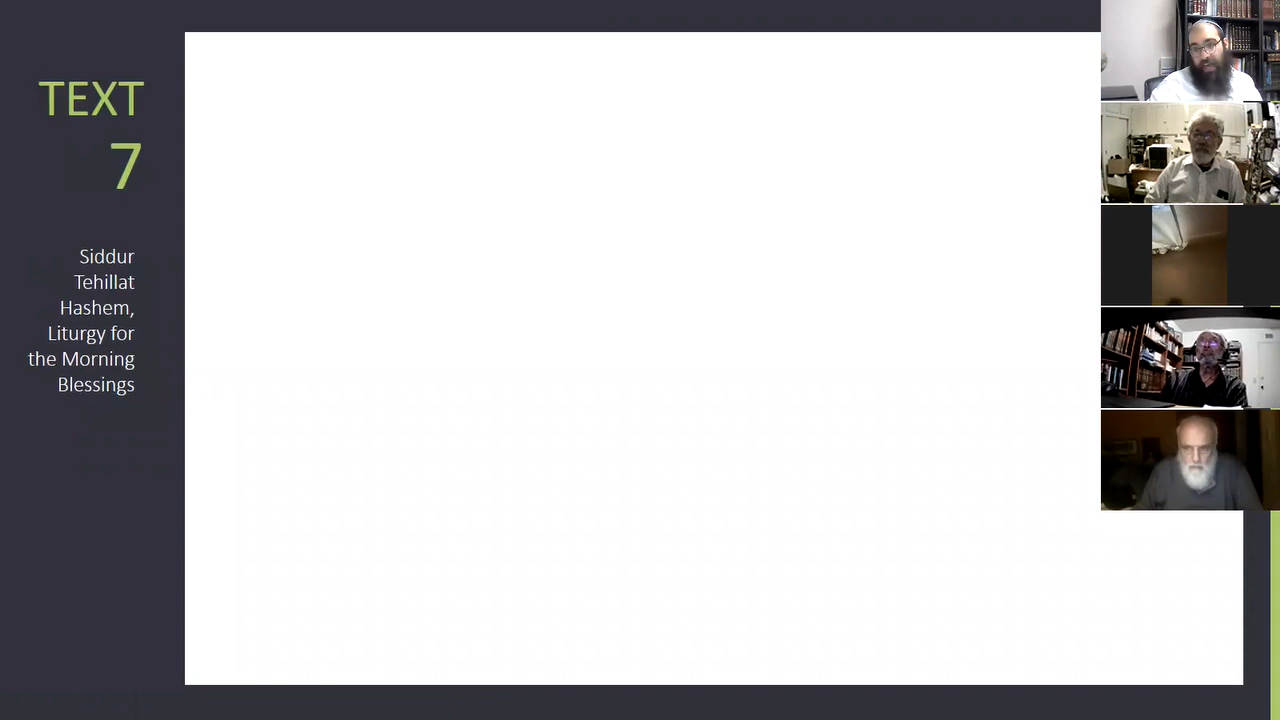 TEXT
7
Siddur
Tehillat
Hashem,
Liturgy for
the Morning
Blessings